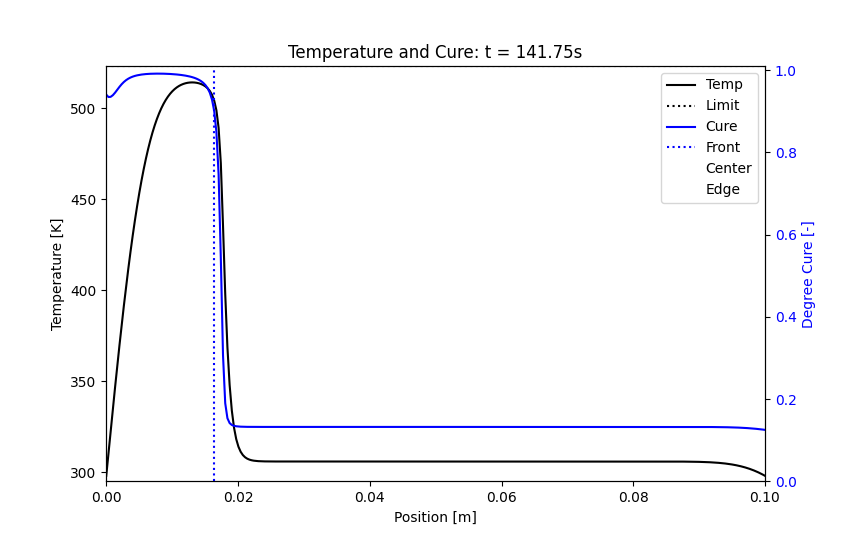 Temperature and Cure: t = 141.75s
Temperature [K]
500
450
400
350
300
Temp
Limit
Cure
Front
Center
Edge
1.0
0.8
0.6
0.4
0.2
0.0
Degree Cure [-]
0.00
0.02
0.04
0.06
0.08
0.10
Position [m]